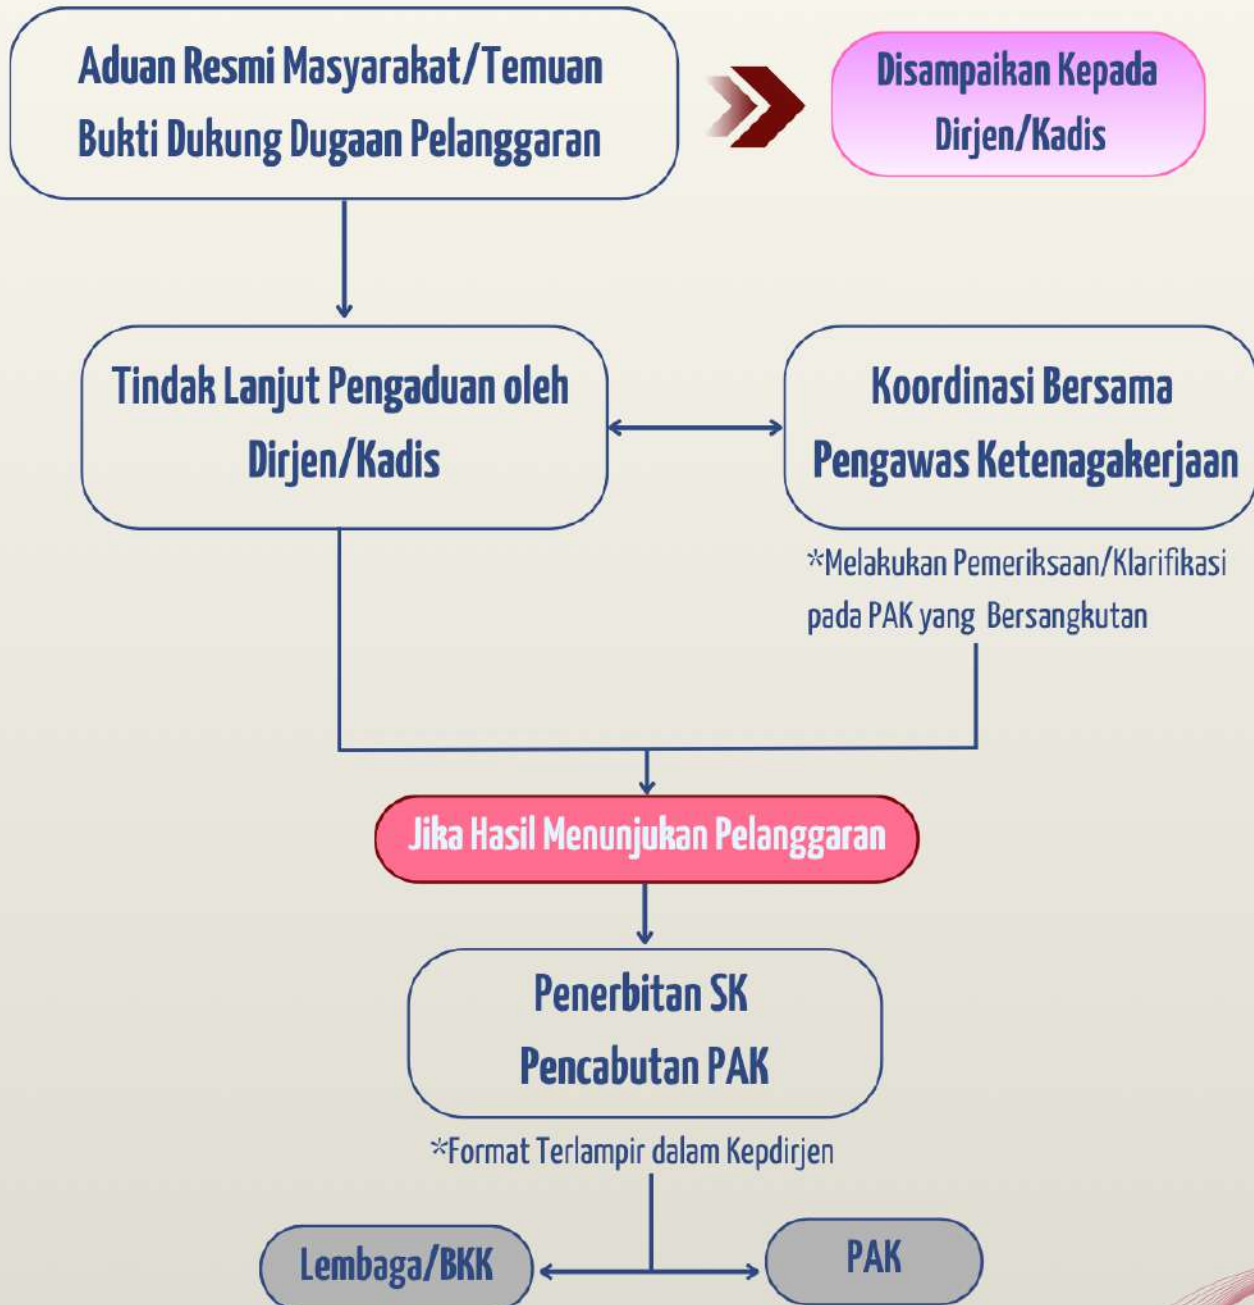 Aduan Resmi Masyarakat/Temuan
Bukti Dukung Dugaan Pelanggaran
Disampaikan Kepada
Dirjen/Kadis
Tindak Lanjut Pengaduan oleh
Dirjen/Kadis
Koordinasi Bersama
Pengawas Ketenagakerjaan
*Melakukan Pemeriksaan/Klarifikasi
pada PAK yang Bersangkutan
Jika Hasil Menunjukan Pelanggaran
Penerbitan SK
Pencabutan PAK
*Format Terlampir dalam Kepdirjen
Lembaga/BKK
PAK